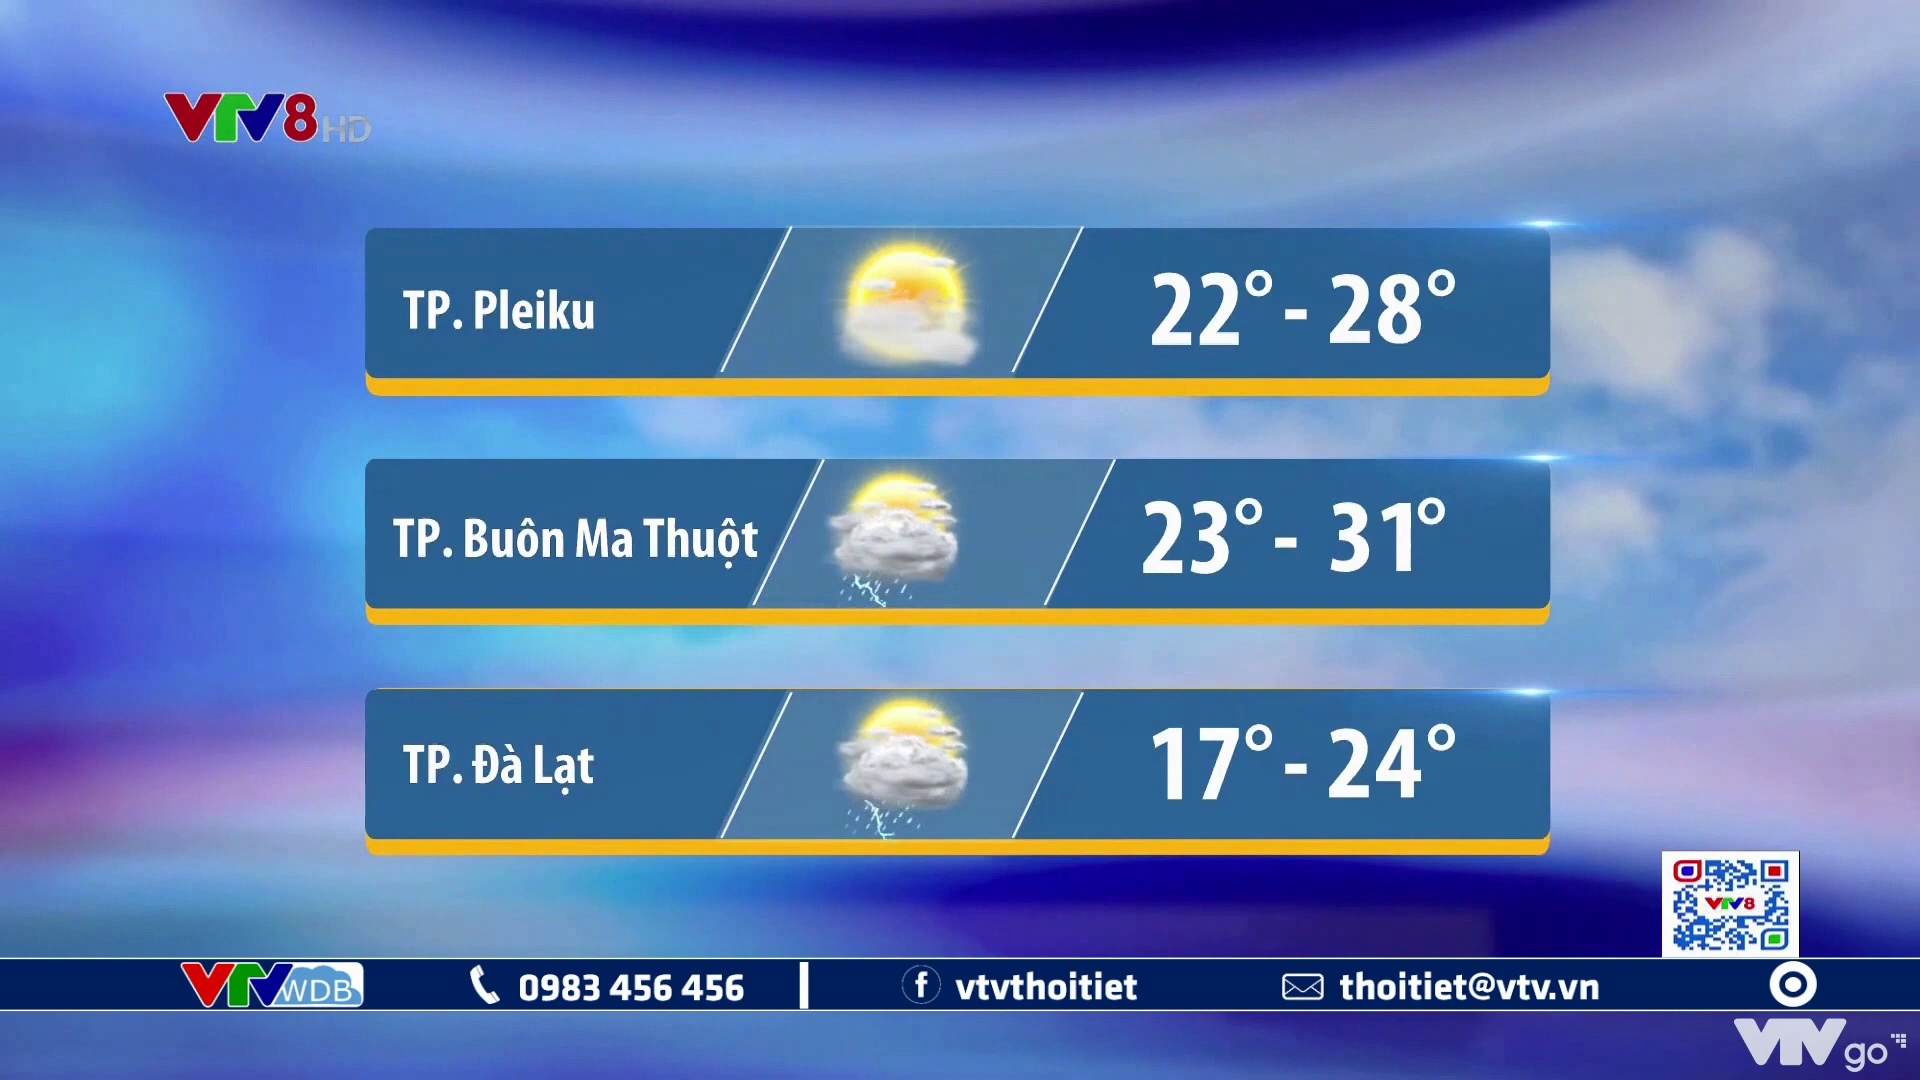 VTV8 HD
TP. Pleiku
22° - 28°
TP. Buôn Ma Thuột
23° - 31°
TP. Đà Lạt
17° - 24°
VTV8
VTV WDB
0983 456 456
vtvthoitiet
thoitiet@vtv.vn
VTV go